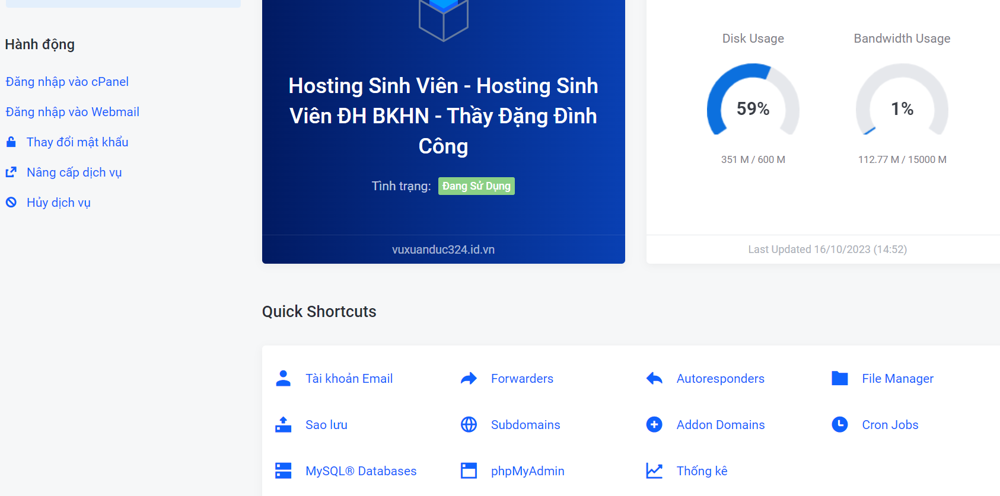 Hành động
Đăng nhập vào cPanel
Đăng nhập vào Webmail
Thay đổi mật khẩu
Nâng cấp dịch vụ
Hủy dịch vụ
Hosting Sinh Viên - Hosting Sinh
Viên ĐH BKHN - Thầy Đặng Đình
Công
Tình trạng: Đang Sử Dụng
vuxuanduc324.id.vn
Disk Usage
59%
351 M / 600 M
Bandwidth Usage
1%
112.77 M / 15000 M
Last Updated 16/10/2023 (14:52)
Quick Shortcuts
Tài khoản Email
Forwarders
Autoresponders
File Manager
Sao lưu
Subdomains
Addon Domains
Cron Jobs
MySQL® Databases
phpMyAdmin
Thống kê